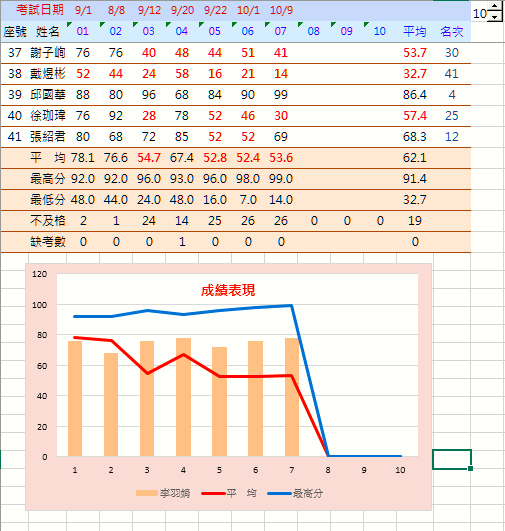 考試日期 9/1 8/8 9/12 9/20 9/22 10/1 10/9 10
座號 姓名 01 02 03 04 05 06 07 08 09 10 平均 名次
37 謝子峋 76 76 40 48 44 51 41 53.7 30
38 戴煜彬 52 44 24 58 16 21 14 32.7 41
39 邱國華 88 80 96 68 84 90 99 86.4 4
40 徐珈瑋 76 92 28 78 52 46 30 57.4 25
41 張紹君 80 68 72 85 52 52 69 68.3 12
平 均 78.1 76.6 54.7 67.4 52.8 52.4 53.6 62.1
最高分 92.0 92.0 96.0 93.0 96.0 98.0 99.0 91.4
最低分 48.0 44.0 24.0 48.0 16.0 7.0 14.0 32.7
不及格 2 1 24 14 25 26 26 0 0 0 19
缺考數 0 0 0 1 0 0 0 0
成績表現
120
100
80
60
40
20
0
1 2 3 4 5 6 7 8 9 10
李羽娟 平 均 最高分